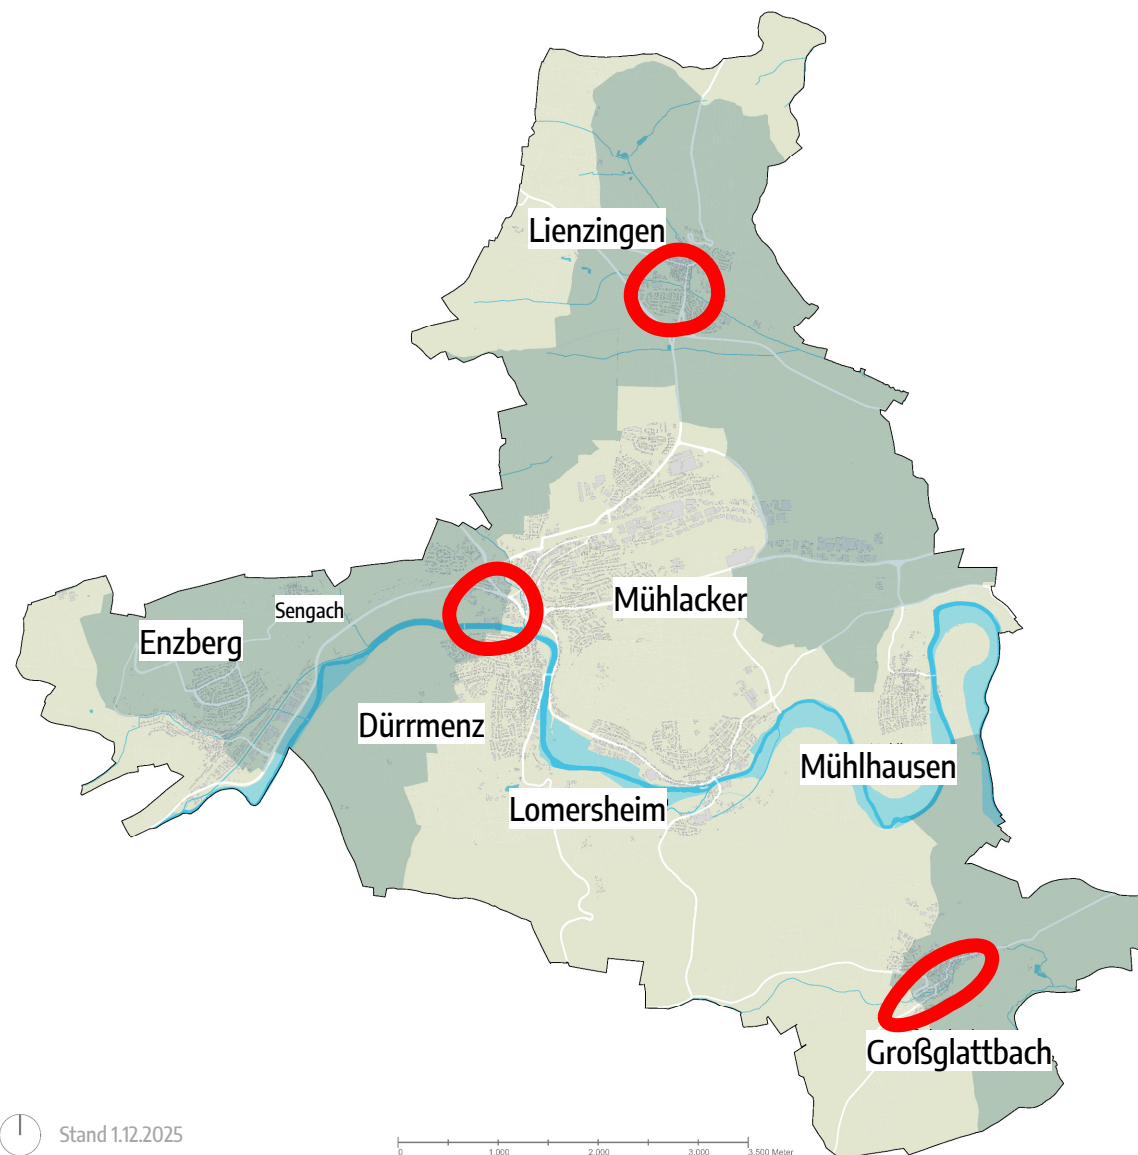 Lienzingen
Mühlacker
Sengach
Enzberg
Dürrmenz
Mühlhausen
Lomersheim
Großglattbach
Stand 1.12.2025
0 1.000 2.000 3.000 3.500 Meter